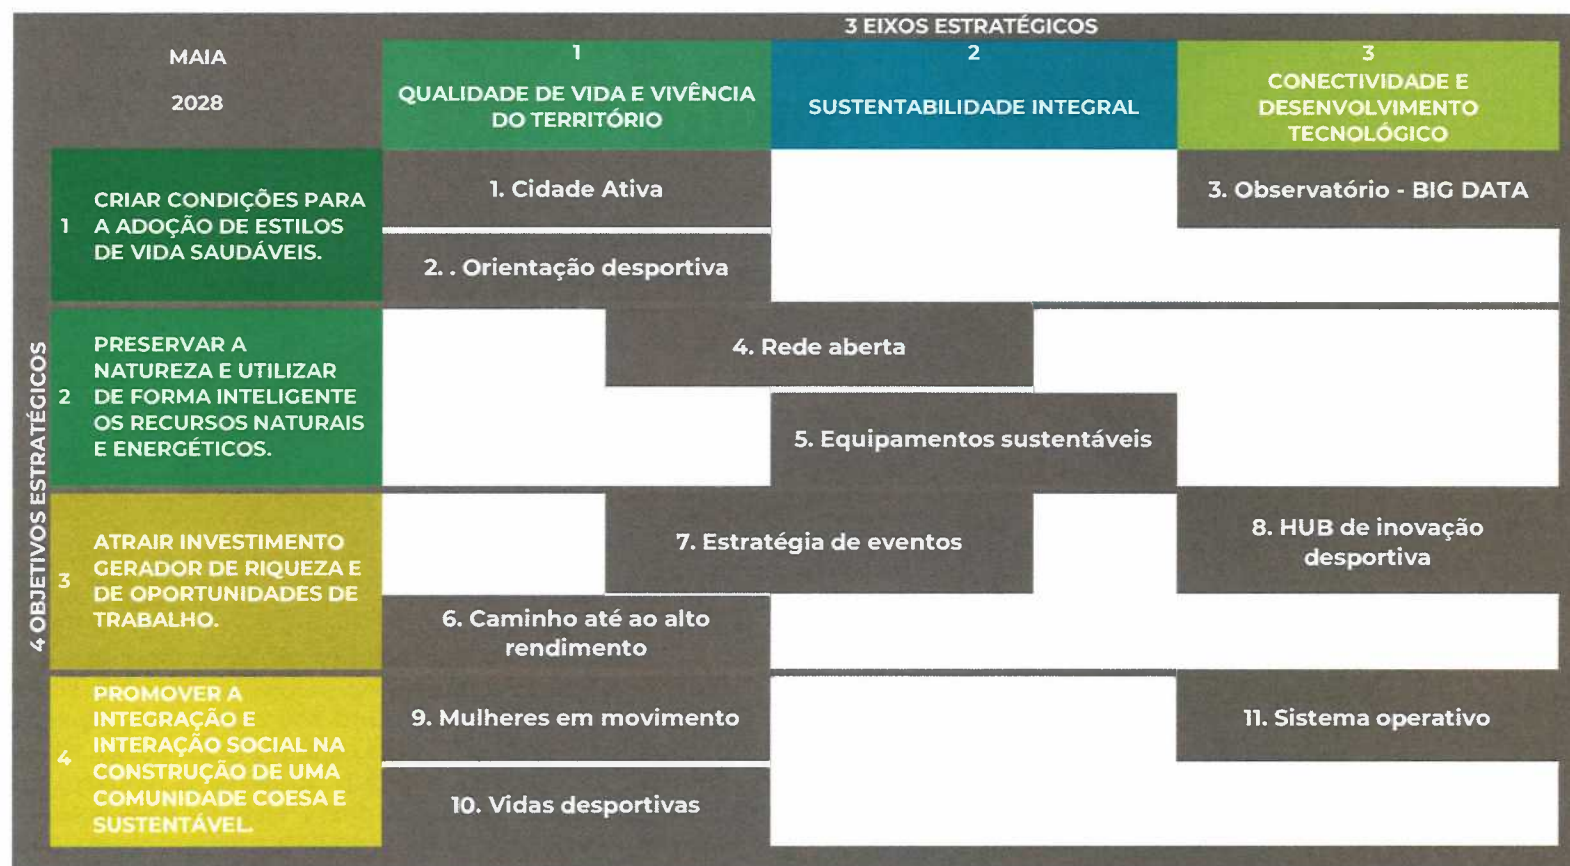 3 EIXOS ESTRATÉGICOS
MAIA
2028
1
QUALIDADE DE VIDA E VIVÊNCIA
DO TERRITÓRIO
2
SUSTENTABILIDADE INTEGRAL
3
CONECTIVIDADE E
DESENVOLVIMENTO
TECNOLÓGICO
4 OBJETIVOS ESTRATÉGICOS
1
CRIAR CONDIÇÕES PARA
A ADOÇÃO DE ESTILOS
DE VIDA SAUDÁVEIS.
1. Cidade Ativa
2. . Orientação desportiva
3. Observatório - BIG DATA
2
PRESERVAR A
NATUREZA E UTILIZAR
DE FORMA INTELIGENTE
OS RECURSOS NATURAIS
E ENERGÉTICOS.
4. Rede aberta
5. Equipamentos sustentáveis
3
ATRAIR INVESTIMENTO
GERADOR DE RIQUEZA E
DE OPORTUNIDADES DE
TRABALHO.
7. Estratégia de eventos
8. HUB de inovação
desportiva
6. Caminho até ao alto
rendimento
4
PROMOVER A
INTEGRAÇÃO E
INTERAÇÃO SOCIAL NA
CONSTRUÇÃO DE UMA
COMUNIDADE COESA E
SUSTENTÁVEL.
9. Mulheres em movimento
11. Sistema operativo
10. Vidas desportivas